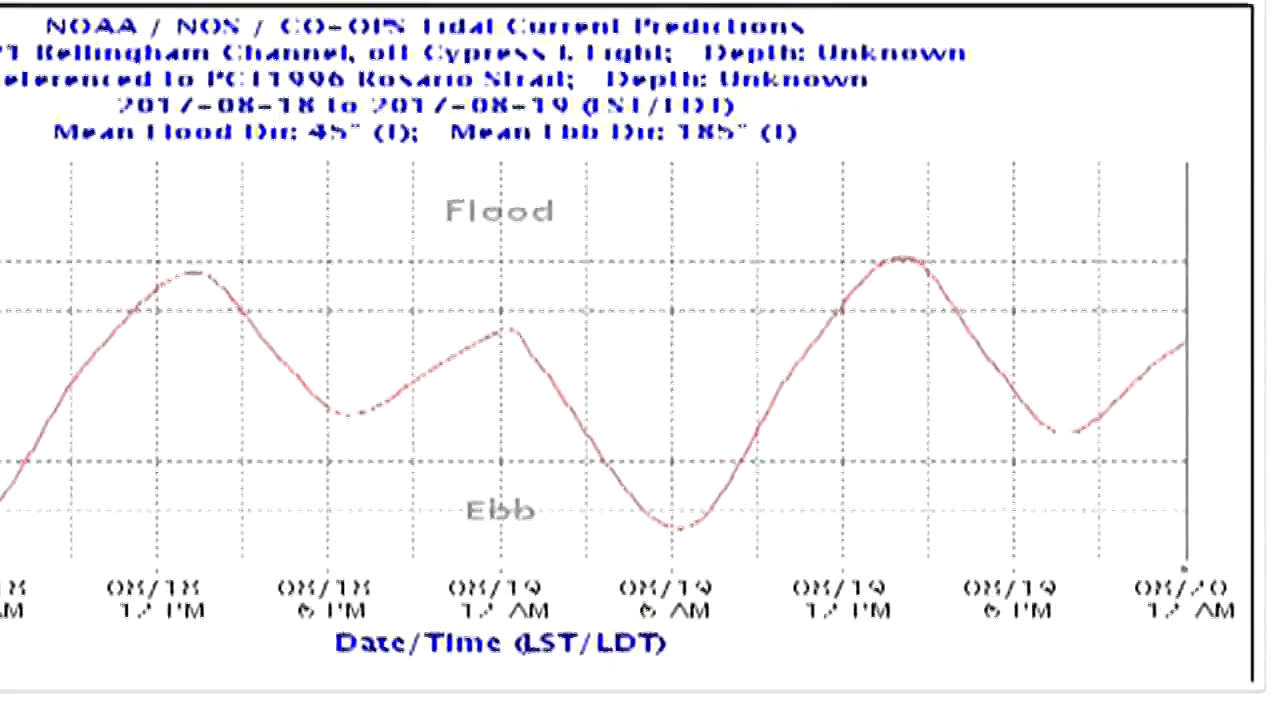 NOAA / NOS / CO-OPS Tidal Current Predictions
Bellingham Channel, off Cypress I. Light; Depth: Unknown
eferenced to PCT1996 Rosario Strait; Depth: Unknown
2017-08-18 to 2017-08-19 (LST/LDT)
Mean Flood Dir: 45° (T); Mean Ebb Dir: 185° (T)
Flood
Ebb
08/18 08/18 08/19 08/19 08/19 08/19 08/20
12 PM 6 PM 12 AM 6 AM 12 PM 6 PM 12 AM
Date/Time (LST/LDT)